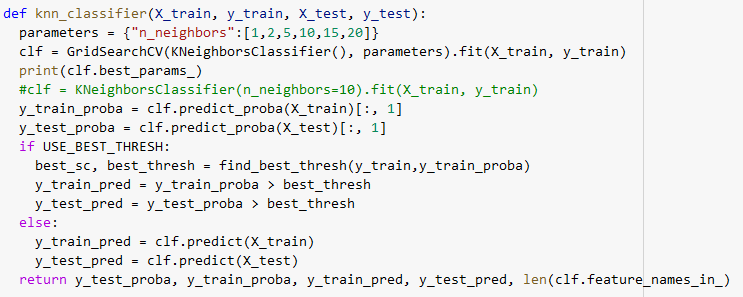 def knn_classifier(X_train, y_train, X_test, y_test):
  parameters = {"n_neighbors":[1,2,5,10,15,20]}
  clf = GridSearchCV(KNeighborsClassifier(), parameters).fit(X_train, y_train)
  print(clf.best_params_)
  #clf = KNeighborsClassifier(n_neighbors=10).fit(X_train, y_train)
  y_train_proba = clf.predict_proba(X_train)[:, 1]
  y_test_proba = clf.predict_proba(X_test)[:, 1]
  if USE_BEST_THRESH:
    best_sc, best_thresh = find_best_thresh(y_train,y_train_proba)
    y_train_pred = y_train_proba > best_thresh
    y_test_pred = y_test_proba > best_thresh
  else:
    y_train_pred = clf.predict(X_train)
    y_test_pred = clf.predict(X_test)
  return y_test_proba, y_train_proba, y_train_pred, y_test_pred, len(clf.feature_names_in_)